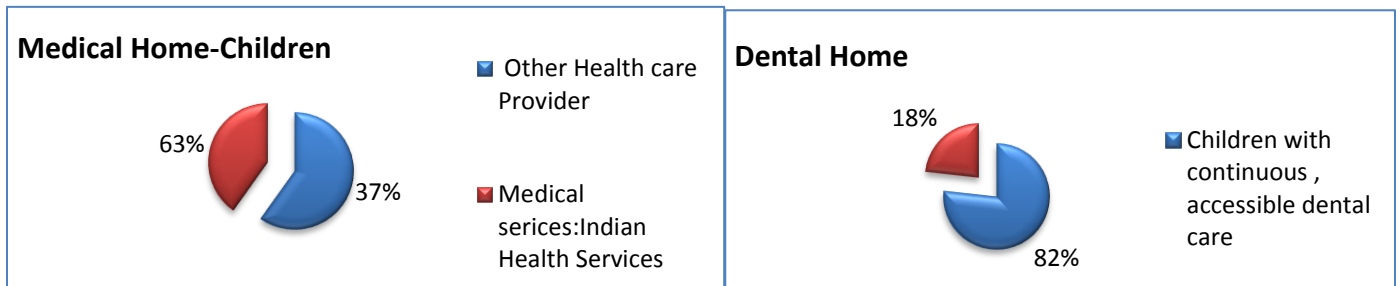 Medical Home-Children
Other Health care
Provider
63%
37%
Medical
serices:Indian
Health Services
Dental Home
18%
Children with
continuous ,
accessible dental
care
82%